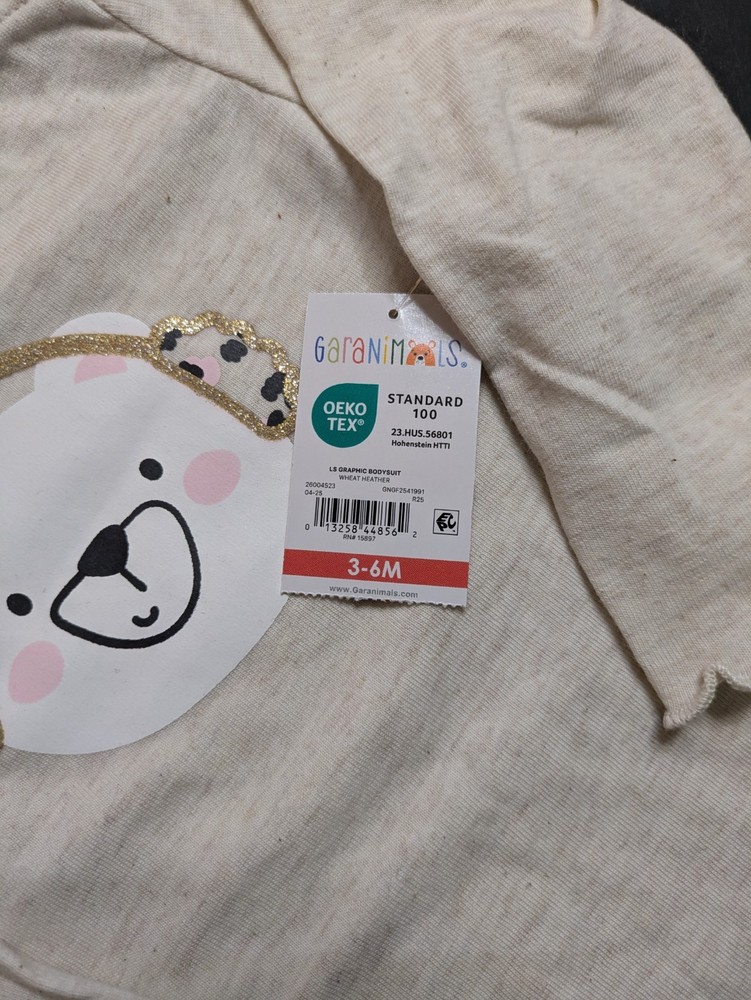 GaraNimALS.
OEKO
TEX®
STANDARD
100
23.HUS.56801
Hohenstein HTTI
LS GRAPHIC BODYSUIT
WHEAT HEATHER
26004523 GNGF2541991
04-25 R25
0 13258 44856 2
RN# 15897
3-6M
www.Garanimals.com